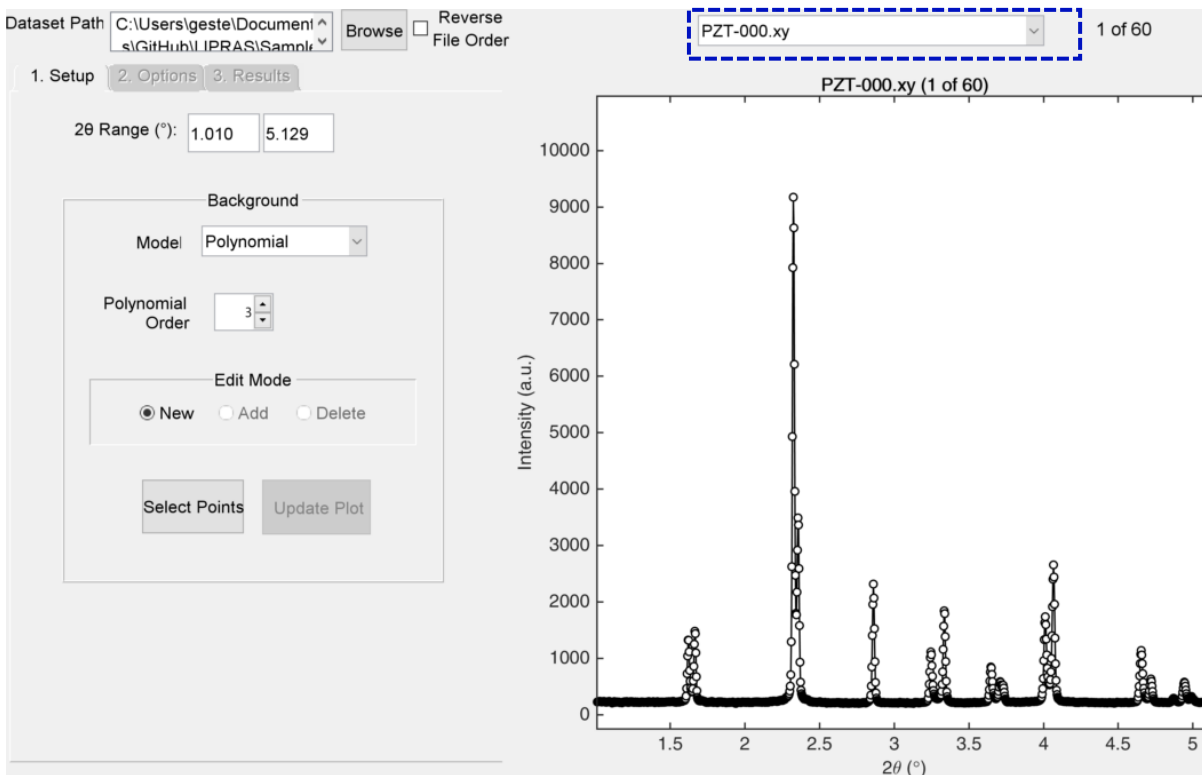 Dataset Path
C:\Users\geste\Document
s\GitHub\LIPRAS\Sample
Browse
Reverse
File Order
PZT-000.xy
1 of 60
1. Setup
2. Options
3. Results
2θ Range (°):
1.010
5.129
Background
Model
Polynomial
Polynomial
Order
3
Edit Mode
New
Add
Delete
Select Points
Update Plot
PZT-000.xy (1 of 60)
Intensity (a.u.)
10000
9000
8000
7000
6000
5000
4000
3000
2000
1000
0
1.5
2
2.5
3
3.5
4
4.5
5
2θ (°)